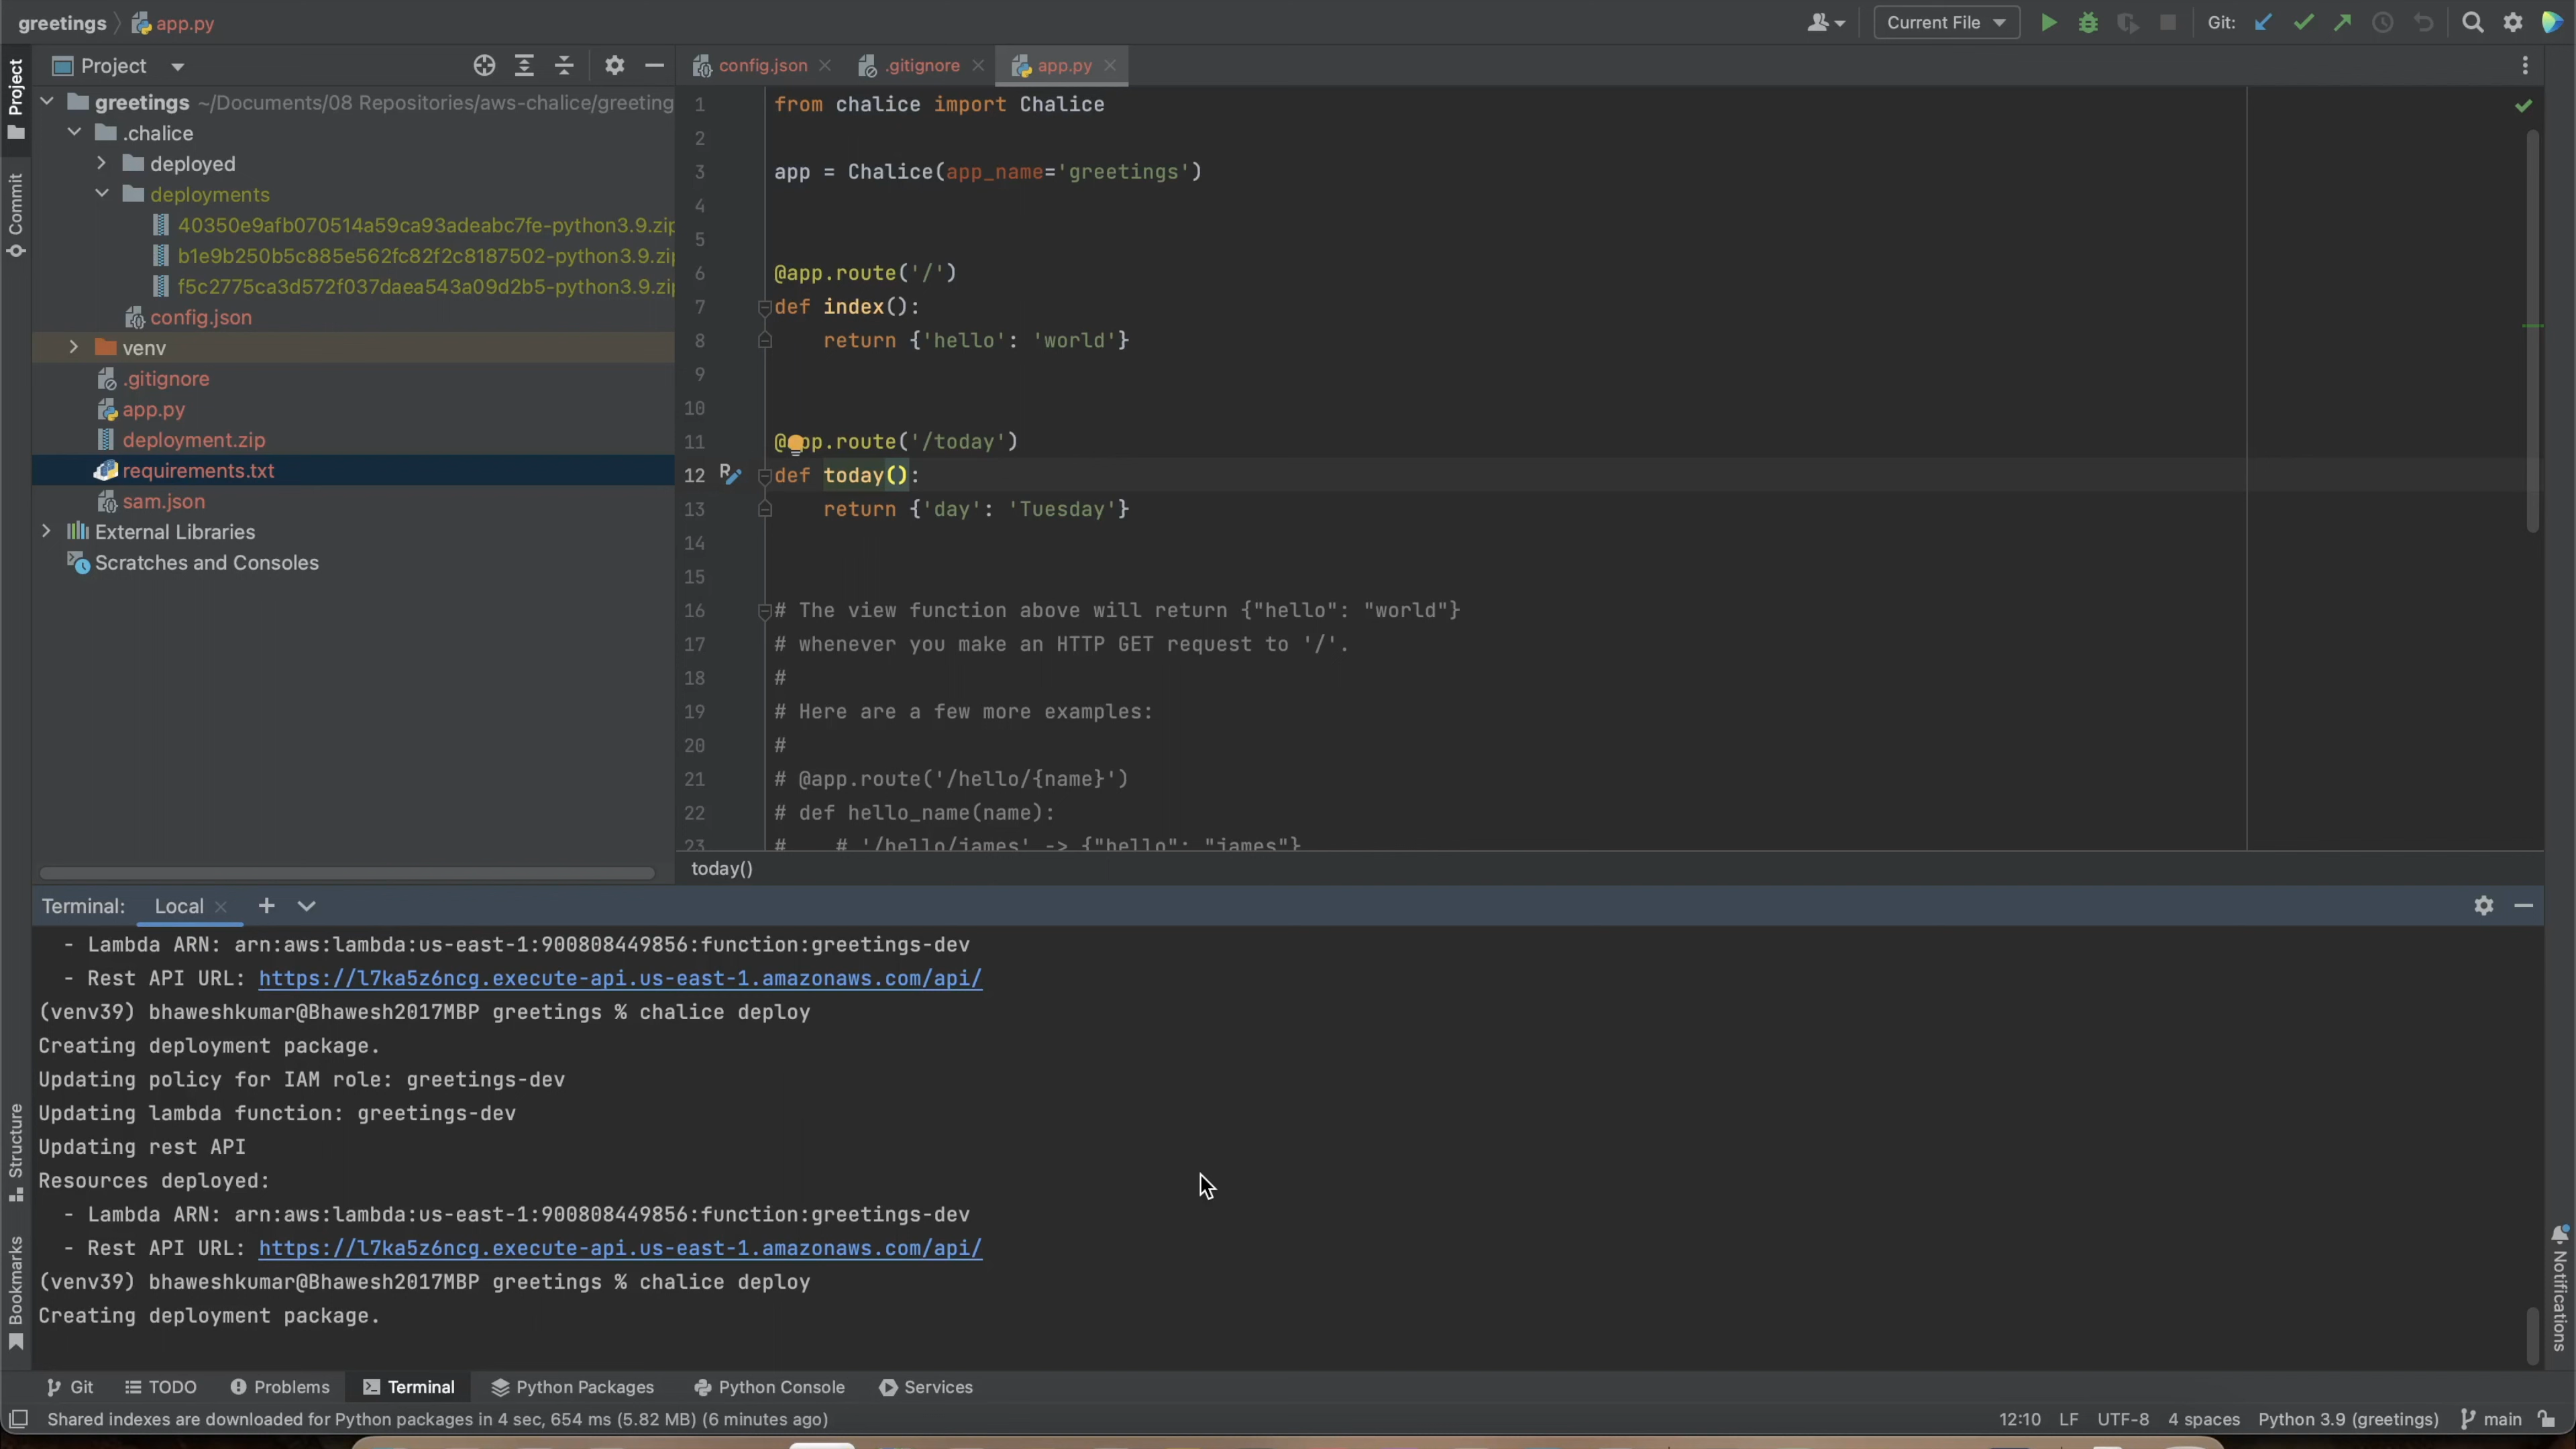 greetings app.py
Current File
Git:
Project
config.json
.gitignore
app.py
Project
Commit
Structure
Bookmarks
Notifications
greetings ~/Documents/08 Repositories/aws-chalice/greeting
.chalice
deployed
deployments
40350e9afb070514a59ca93adeabc7fe-python3.9.zip
b1e9b250b5c885e562fc82f2c8187502-python3.9.zip
f5c2775ca3d572f037daea543a09d2b5-python3.9.zip
config.json
venv
.gitignore
app.py
deployment.zip
requirements.txt
sam.json
External Libraries
Scratches and Consoles
1 from chalice import Chalice
2
3 app = Chalice(app_name='greetings')
4
5
6 @app.route('/')
7 def index():
8 return {'hello': 'world'}
9
10
11 @app.route('/today')
12 def today():
13 return {'day': 'Tuesday'}
14
15
16 # The view function above will return {"hello": "world"}
17 # whenever you make an HTTP GET request to '/'.
18 #
19 # Here are a few more examples:
20 #
21 # @app.route('/hello/{name}')
22 # def hello_name(name):
23 # # '/hello/james' -> {"hello": "james"}
today()
Terminal: Local
- Lambda ARN: arn:aws:lambda:us-east-1:900808449856:function:greetings-dev
- Rest API URL: https://l7ka5z6ncg.execute-api.us-east-1.amazonaws.com/api/
(venv39) bhaweshkumar@Bhawesh2017MBP greetings % chalice deploy
Creating deployment package.
Updating policy for IAM role: greetings-dev
Updating lambda function: greetings-dev
Updating rest API
Resources deployed:
- Lambda ARN: arn:aws:lambda:us-east-1:900808449856:function:greetings-dev
- Rest API URL: https://l7ka5z6ncg.execute-api.us-east-1.amazonaws.com/api/
(venv39) bhaweshkumar@Bhawesh2017MBP greetings % chalice deploy
Creating deployment package.
Git TODO Problems Terminal Python Packages Python Console Services
Shared indexes are downloaded for Python packages in 4 sec, 654 ms (5.82 MB) (6 minutes ago)
12:10 LF UTF-8 4 spaces Python 3.9 (greetings) main